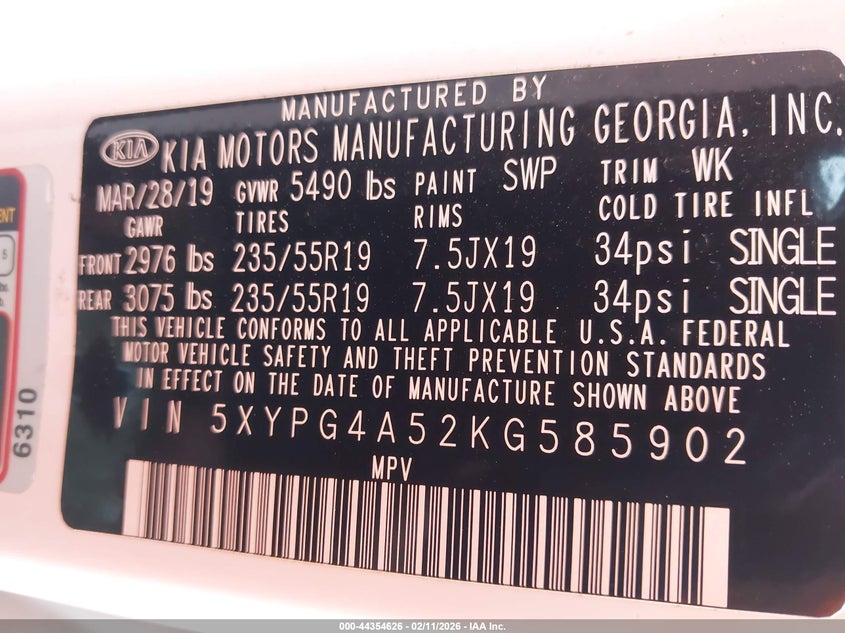 MANUFACTURED BY
KIA KIA MOTORS MANUFACTURING GEORGIA, INC.
MAR/28/19 GVWR 5490 lbs PAINT SWP TRIM WK
GAWR TIRES RIMS COLD TIRE INFL
FRONT 2976 lbs 235/55R19 7.5JX19 34psi SINGLE
REAR 3075 lbs 235/55R19 7.5JX19 34psi SINGLE
THIS VEHICLE CONFORMS TO ALL APPLICABLE U.S.A. FEDERAL
MOTOR VEHICLE SAFETY AND THEFT PREVENTION STANDARDS
IN EFFECT ON THE DATE OF MANUFACTURE SHOWN ABOVE
VIN 5XYPG4A52KG585902
MPV
6310
5
000-44354626 - 02/11/2026 - IAA Inc.